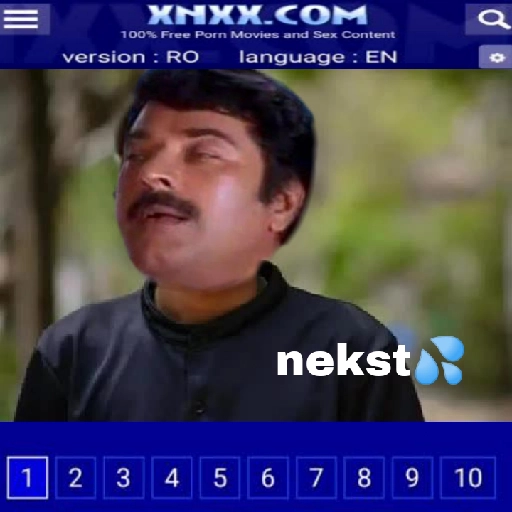 XNXX.COM
100% Free Porn Movies and Sex Content
version : RO language : EN
nekst💦
1 2 3 4 5 6 7 8 9 10